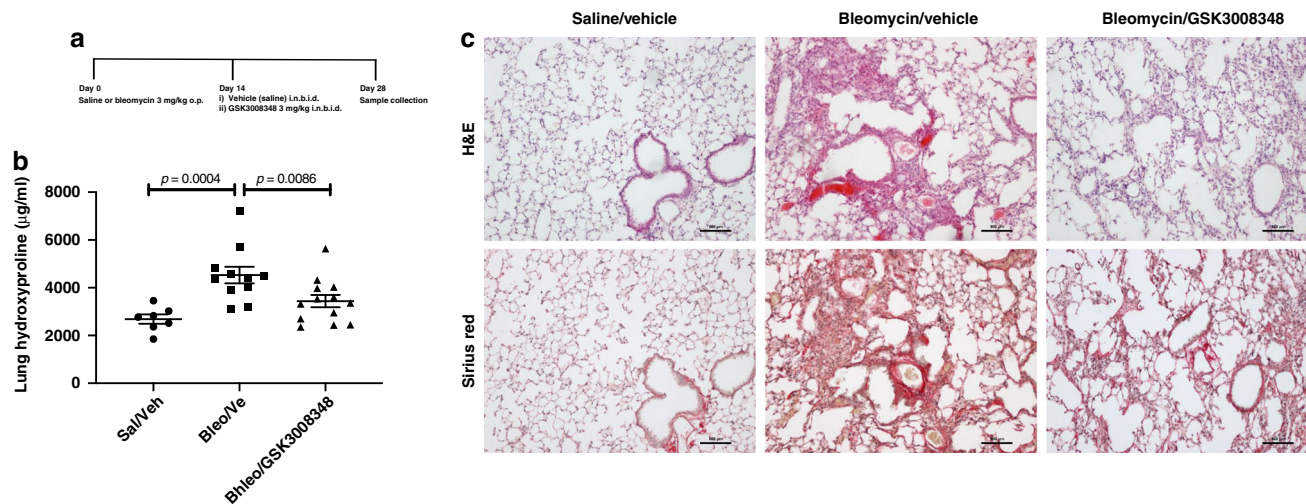 a
Day 0
Saline or bleomycin 3 mg/kg o.p.
Day 14
i) Vehicle (saline) i.n.b.i.d.
ii) GSK3008348 3 mg/kg i.n.b.i.d.
Day 28
Sample collection
b
p = 0.0004
p = 0.0086
8000
6000
4000
2000
0
Lung hydroxyproline (µg/ml)
Sal/Veh
Bleo/Ve
Bhleo/GSK3008348
c
Saline/vehicle
Bleomycin/vehicle
Bleomycin/GSK3008348
H&E
Sirius red